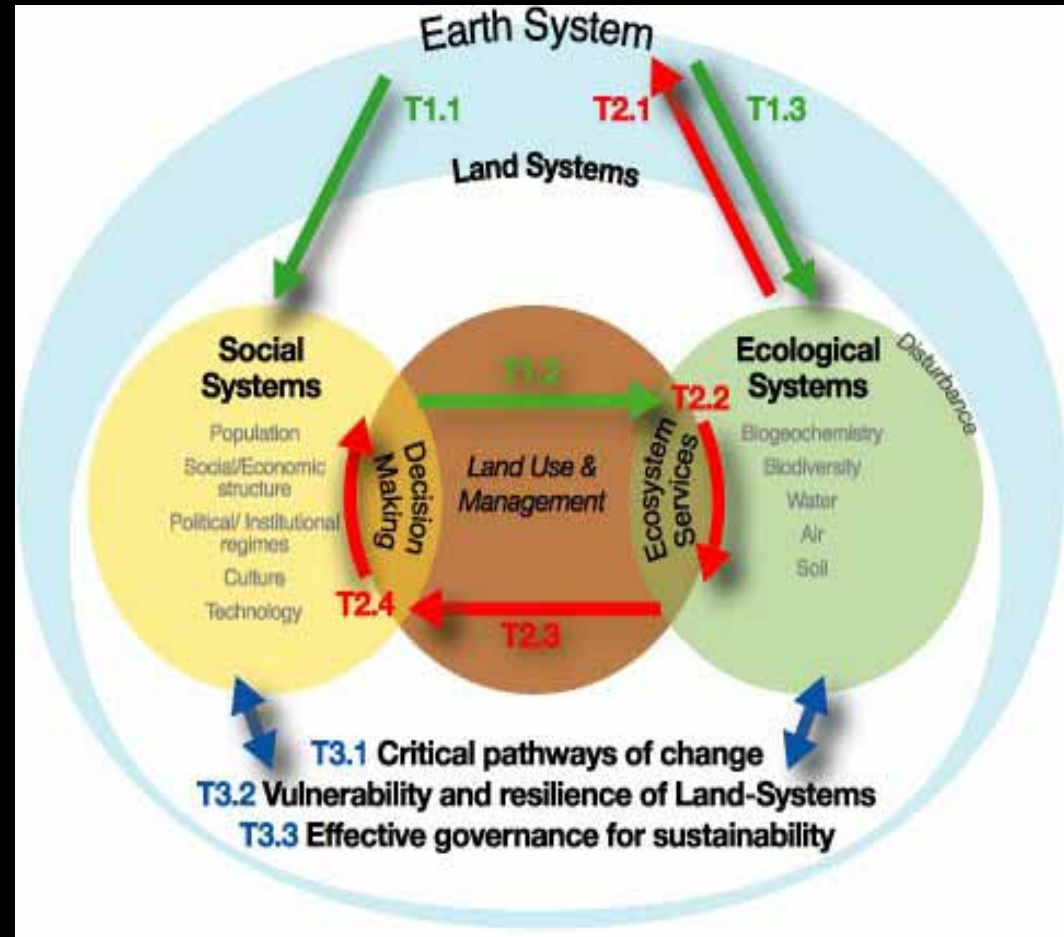 Earth System
T1.1
T2.1
T1.3
Land Systems
Social
Systems
Population
Social/Economic
structure
Political/ Institutional
regimes
Culture
Technology
Decision
Making
T1.2
Land Use &
Management
T2.2
Ecosystem
Services
Ecological
Systems
Disturbance
Biogeochemistry
Biodiversity
Water
Air
Soil
T2.4
T2.3
T3.1 Critical pathways of change
T3.2 Vulnerability and resilience of Land-Systems
T3.3 Effective governance for sustainability